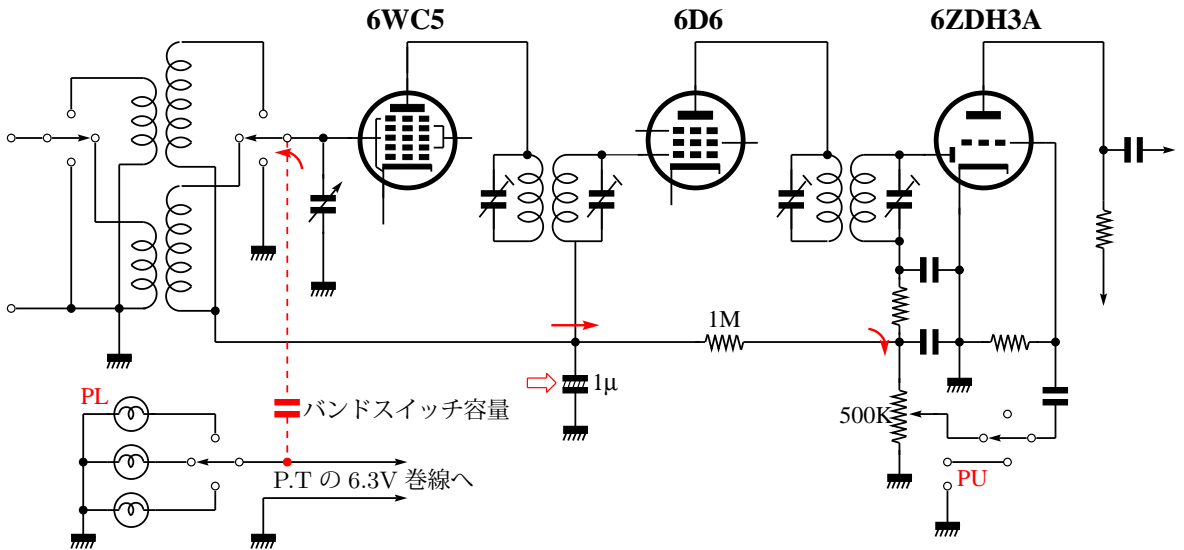 6WC5
6D6
6ZDH3A
1M
1μ
PL
バンドスイッチ容量
500K
P.T の 6.3V 巻線へ
PU